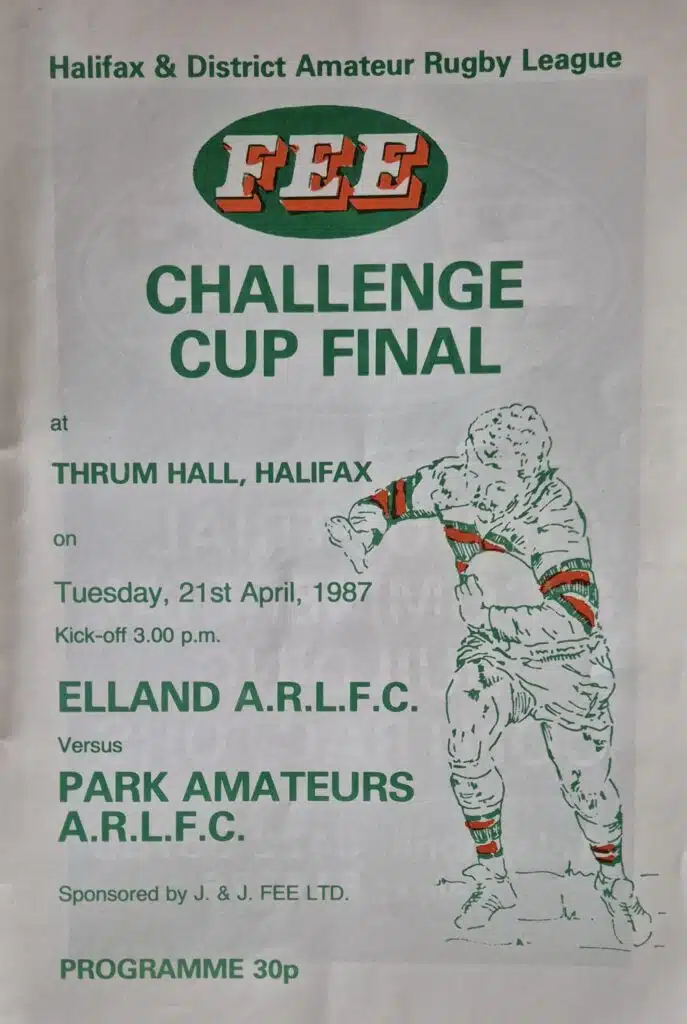 Halifax & District Amateur Rugby League
FEE
CHALLENGE
CUP FINAL
at
THRUM HALL, HALIFAX
on
Tuesday, 21st April, 1987
Kick-off 3.00 p.m.
ELLAND A.R.L.F.C.
Versus
PARK AMATEURS
A.R.L.F.C.
Sponsored by J. & J. FEE LTD.
PROGRAMME 30p